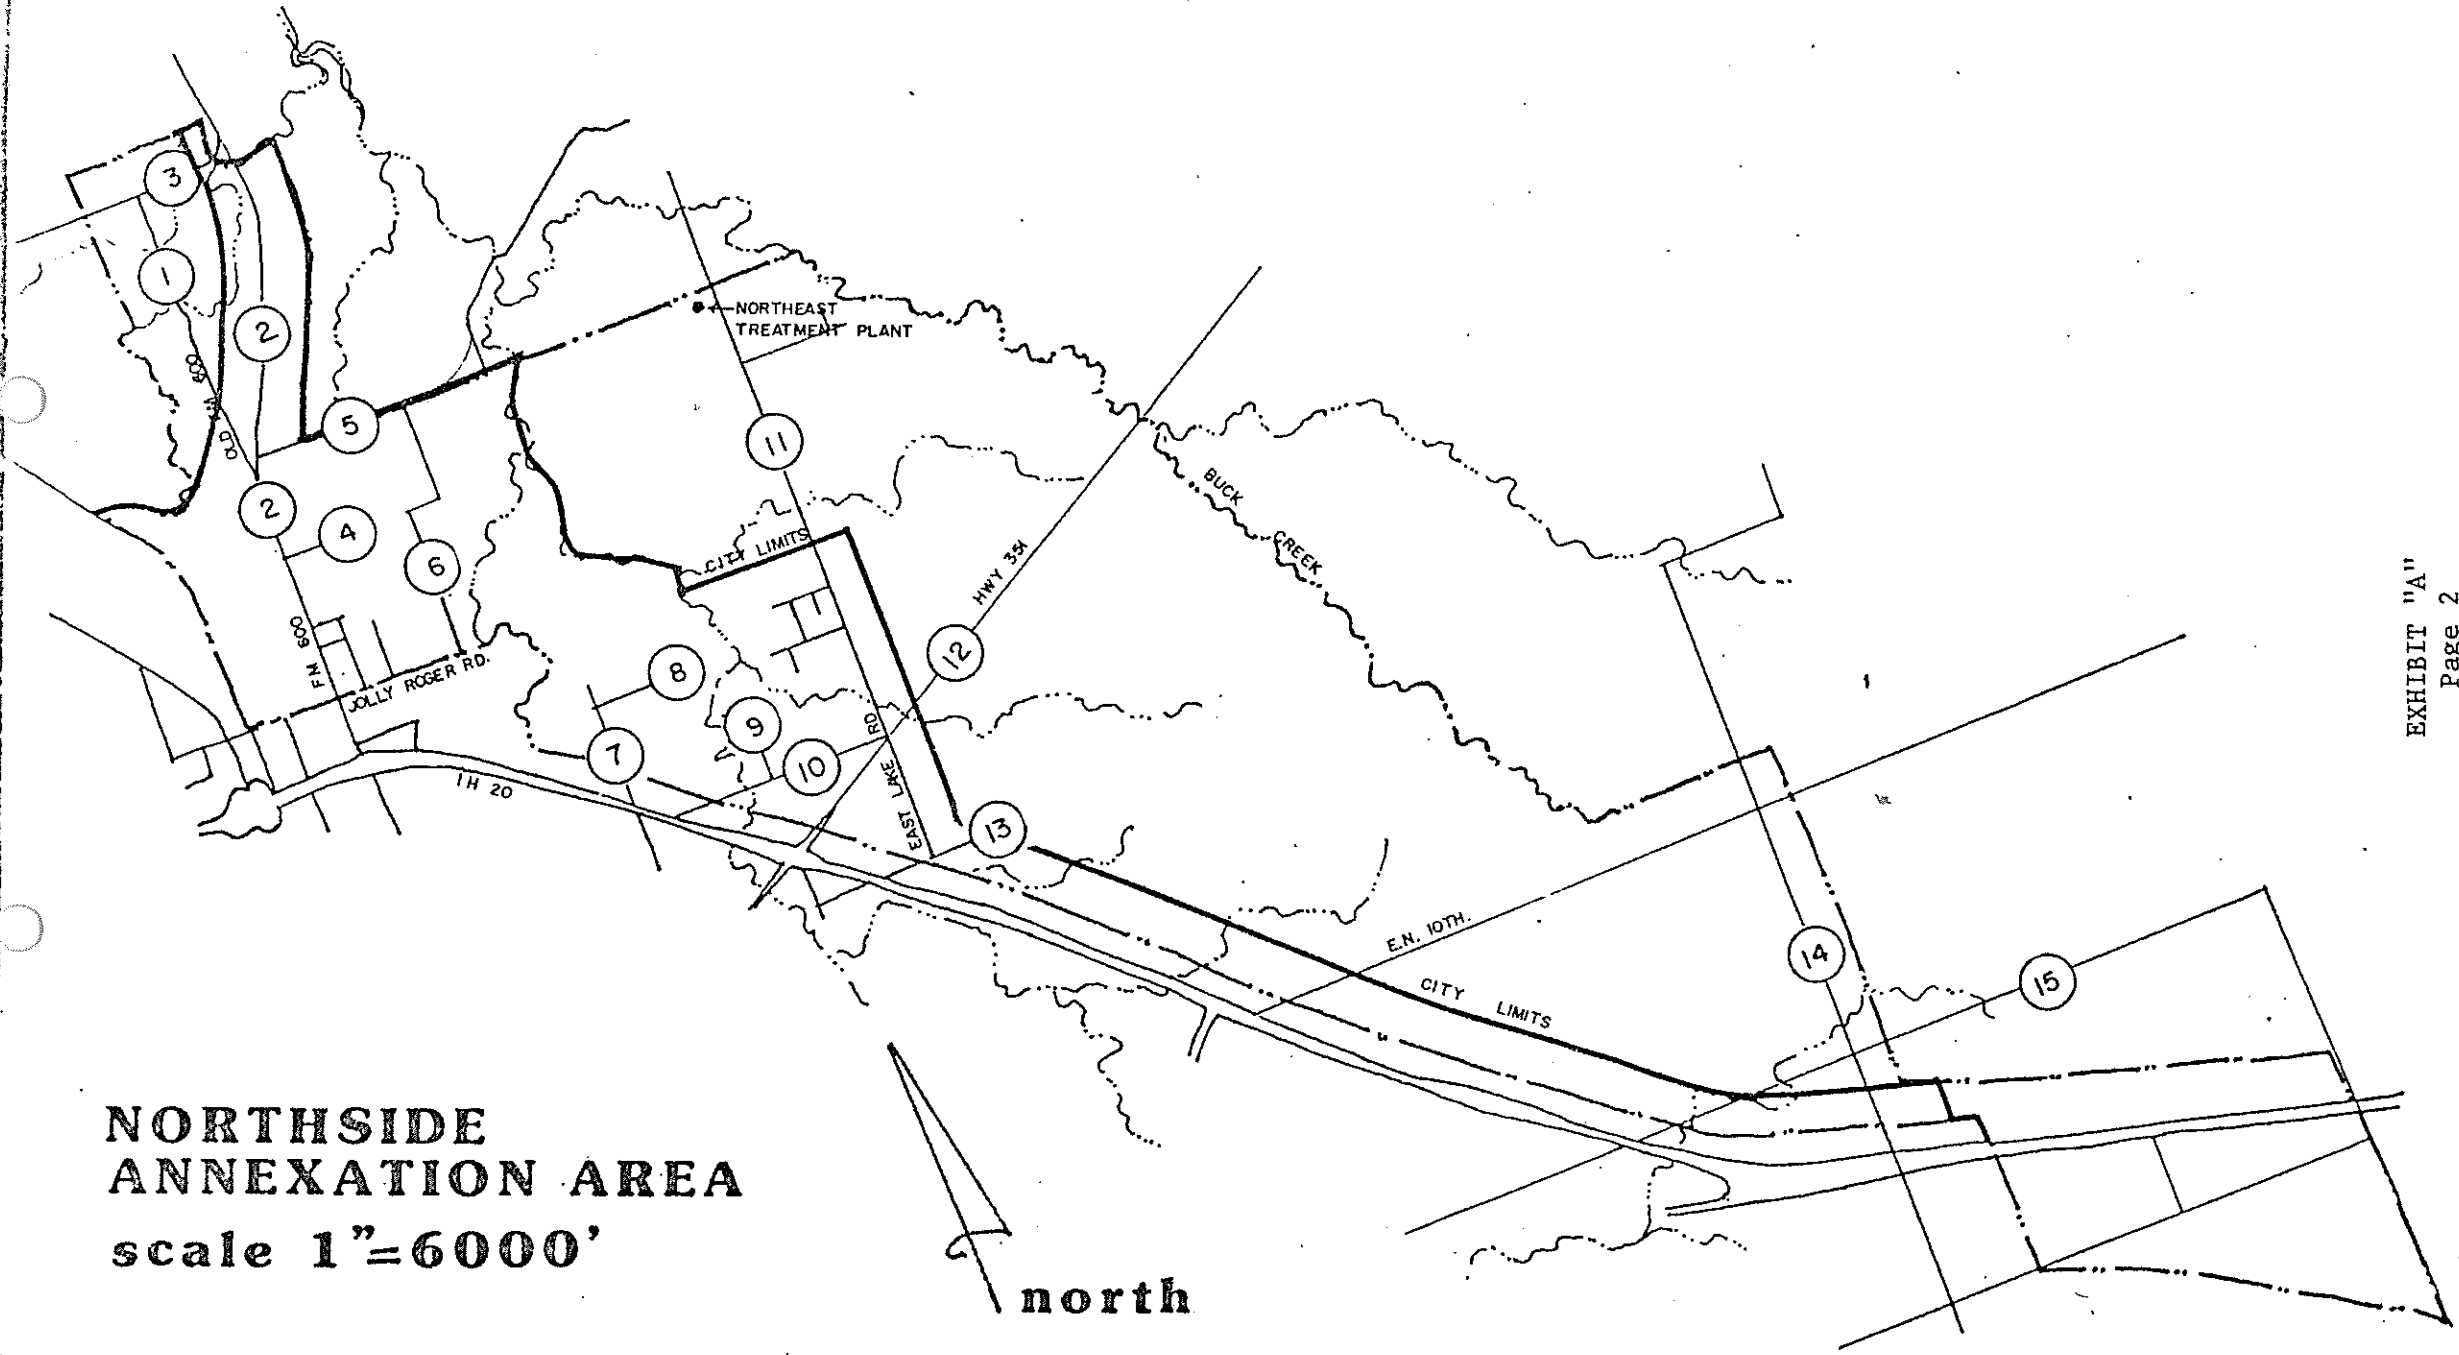 3
1
2
OLD FM 600
5
2
4
6
FM 600
JOLLY ROGER RD.
NORTHEAST
TREATMENT PLANT
11
CITY LIMITS
HWY 351
BUCK CREEK
12
8
7
9
10
EAST LAKE RD
IH 20
13
E.N. 10TH.
CITY LIMITS
14
15
EXHIBIT "A"
Page 2
NORTHSIDE
ANNEXATION AREA
scale 1"=6000'
north